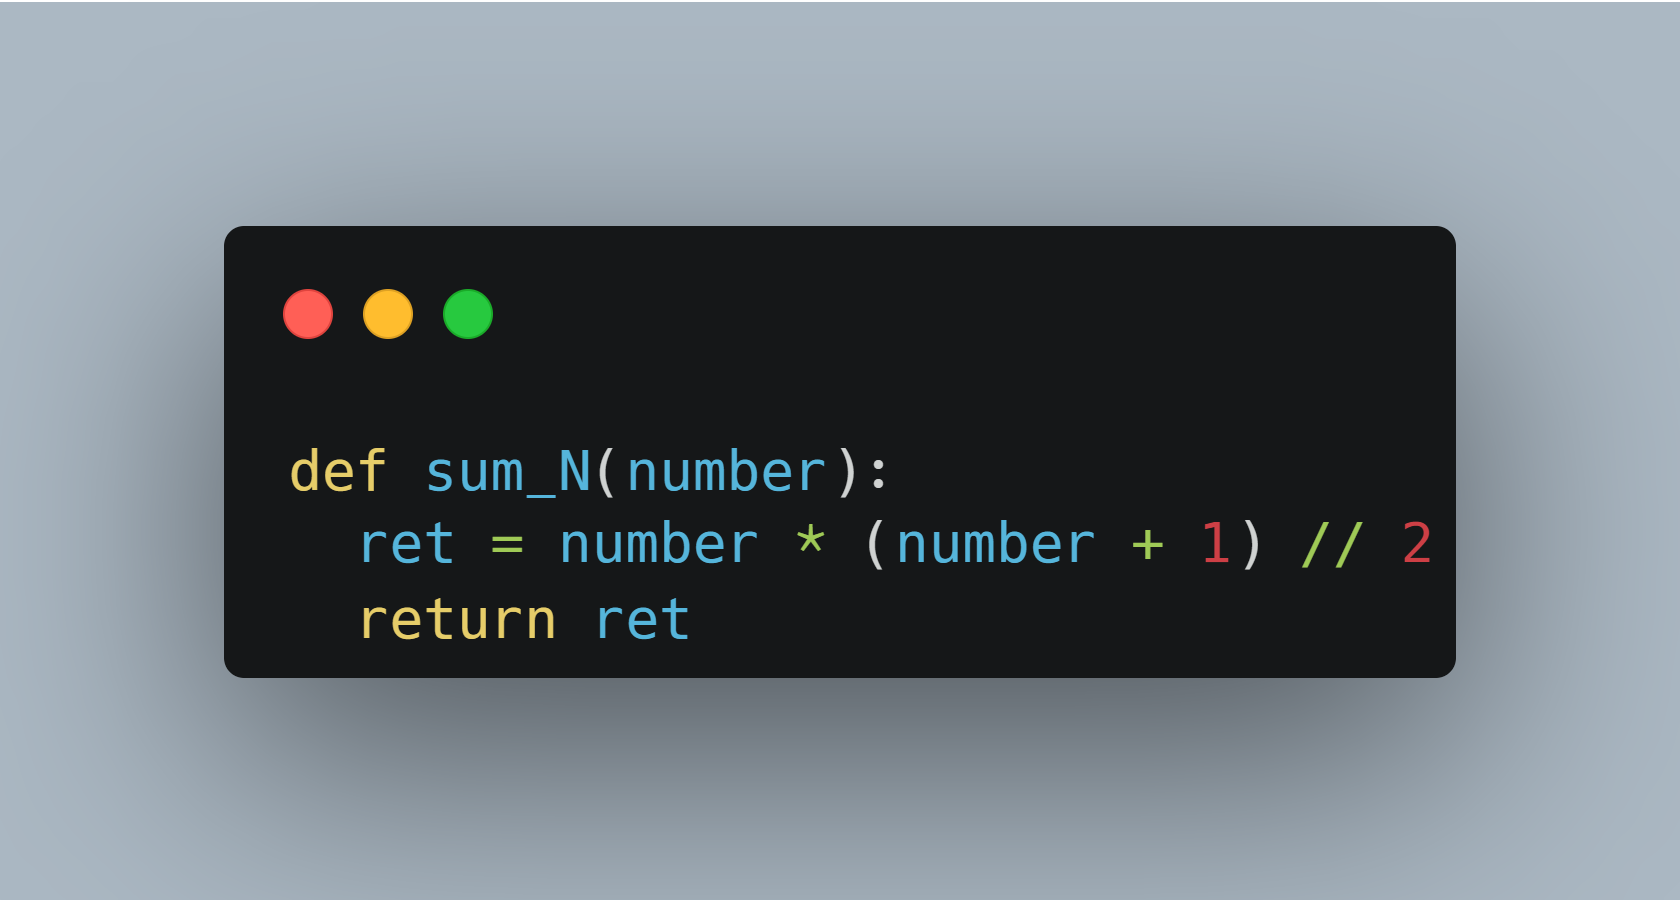 def sum_N(number):
  ret = number * (number + 1) // 2
  return ret